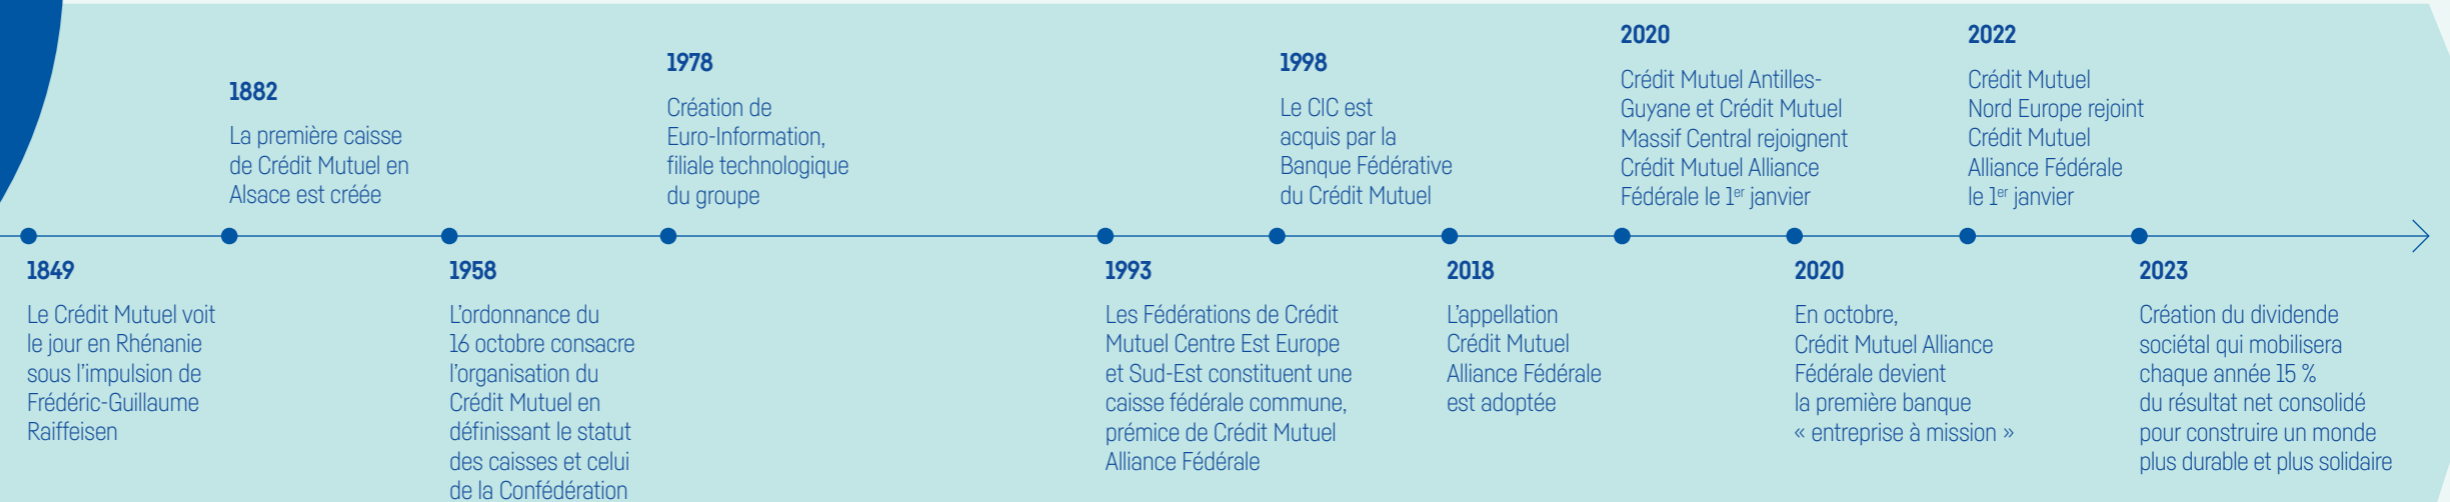 1849
Le Crédit Mutuel voit
le jour en Rhénanie
sous l’impulsion de
Frédéric-Guillaume
Raiffeisen
1882
La première caisse
de Crédit Mutuel en
Alsace est créée
1958
L’ordonnance du
16 octobre consacre
l’organisation du
Crédit Mutuel en
définissant le statut
des caisses et celui
de la Confédération
1978
Création de
Euro-Information,
filiale technologique
du groupe
1993
Les Fédérations de Crédit
Mutuel Centre Est Europe
et Sud-Est constituent une
caisse fédérale commune,
prémice de Crédit Mutuel
Alliance Fédérale
1998
Le CIC est
acquis par la
Banque Fédérative
du Crédit Mutuel
2018
L’appellation
Crédit Mutuel
Alliance Fédérale
est adoptée
2020
Crédit Mutuel Antilles-
Guyane et Crédit Mutuel
Massif Central rejoignent
Crédit Mutuel Alliance
Fédérale le 1er janvier
2020
En octobre,
Crédit Mutuel Alliance
Fédérale devient
la première banque
« entreprise à mission »
2022
Crédit Mutuel
Nord Europe rejoint
Crédit Mutuel
Alliance Fédérale
le 1er janvier
2023
Création du dividende
sociétal qui mobilisera
chaque année 15 %
du résultat net consolidé
pour construire un monde
plus durable et plus solidaire